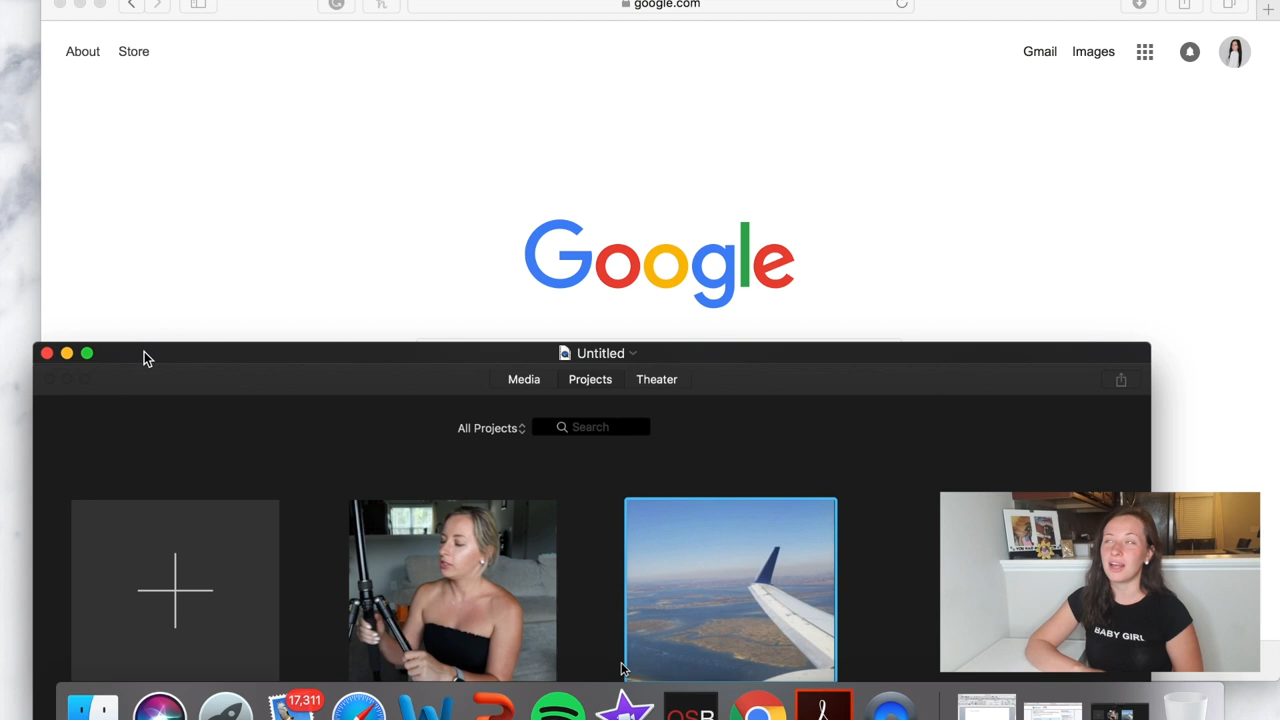 google.com
About Store
Gmail Images
Google
Untitled
Media Projects Theater
All Projects Search
BABY GIRL
17,311